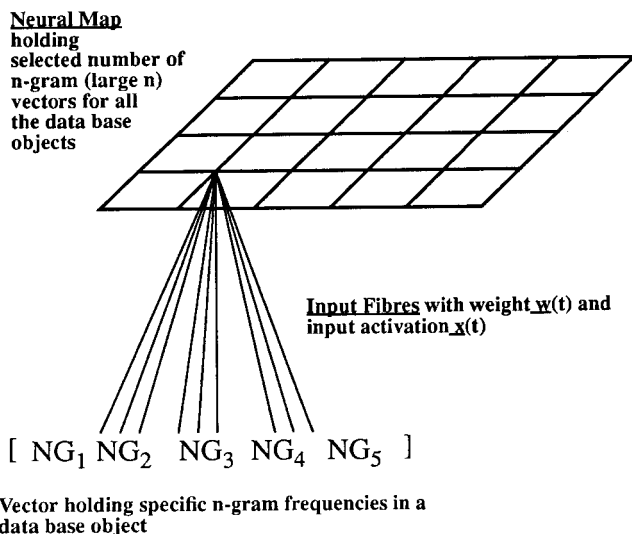 Neural Map
holding
selected number of
n-gram (large n)
vectors for all
the data base
objects
Input Fibres with weight w(t) and
input activation x(t)
[ NG1 NG2 NG3 NG4 NG5 ]
Vector holding specific n-gram frequencies in a
data base object